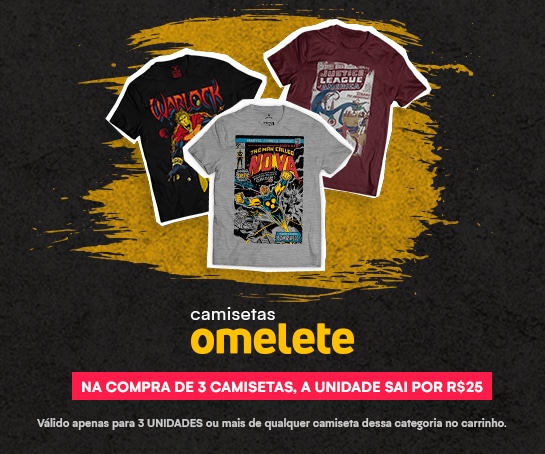 WARLOCK
JUSTICE
LEAGUE
OF AMERICA
THE MAN CALLED
NOVA
camisetas
omelete
NA COMPRA DE 3 CAMISETAS, A UNIDADE SAI POR R$25
Válido apenas para 3 UNIDADES ou mais de qualquer camiseta dessa categoria no carrinho.